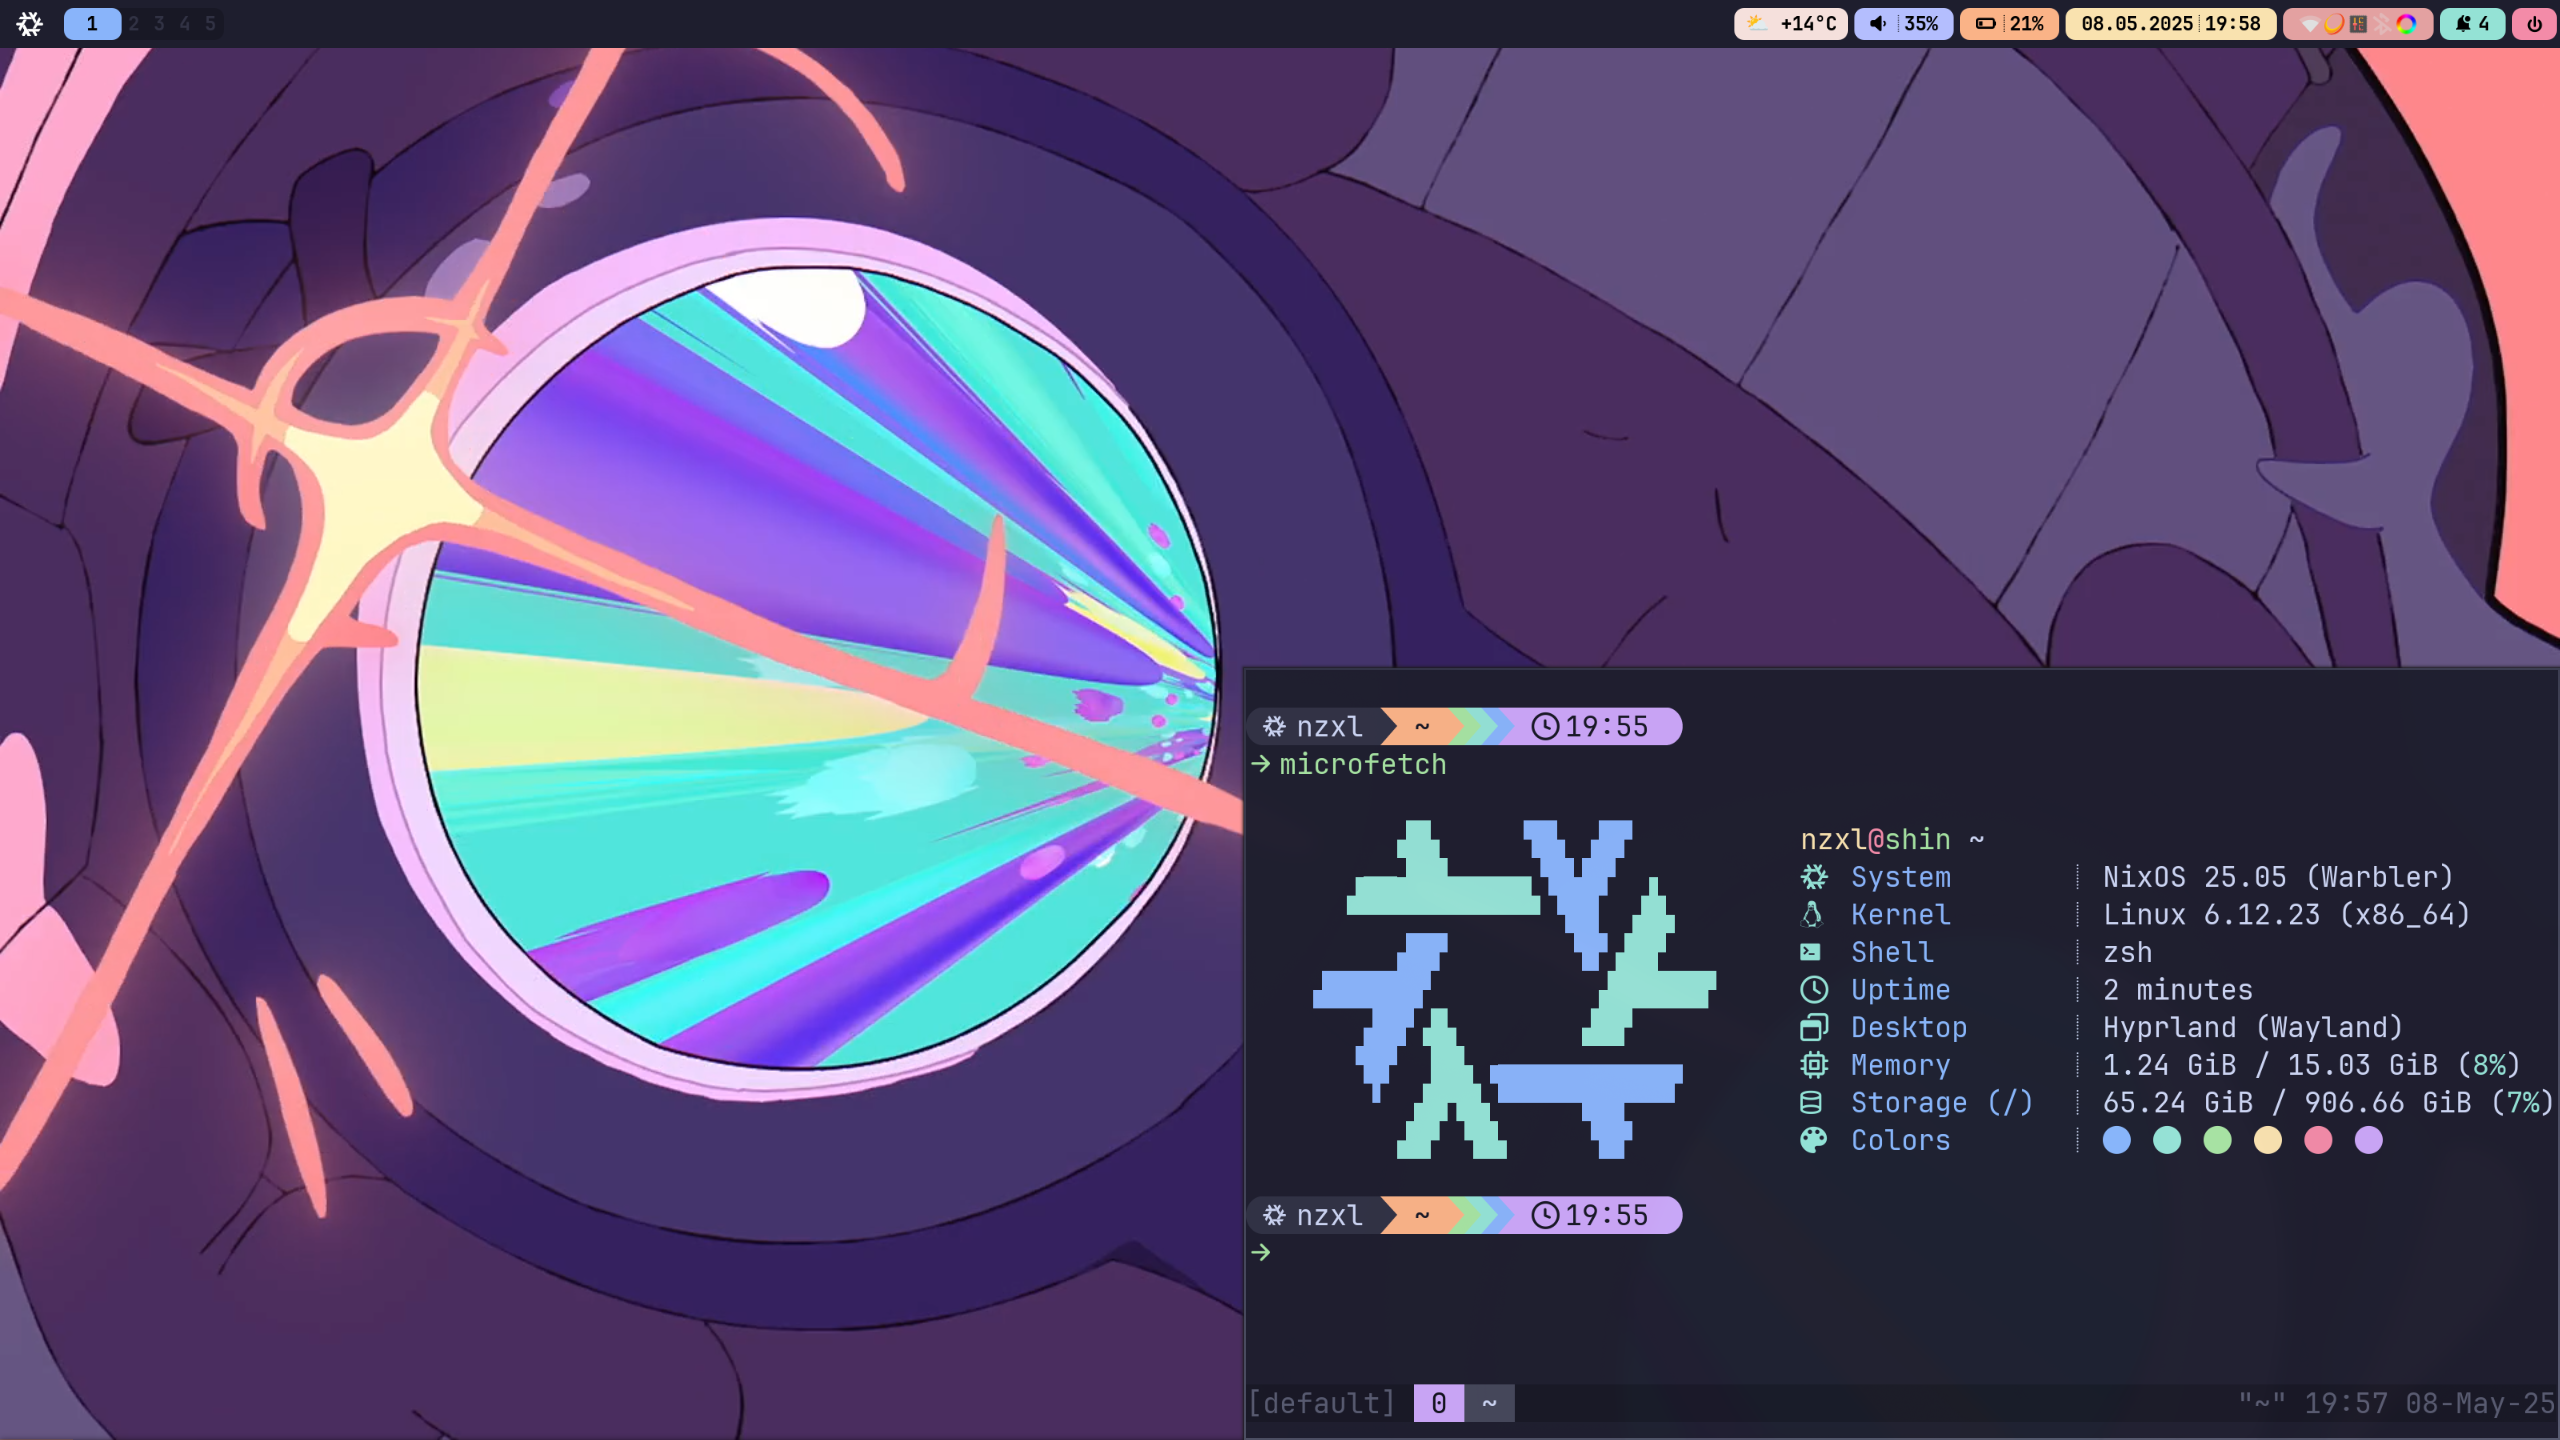 1 2 3 4 5 +14°C 35% 21% 08.05.2025 19:58 4
nzxl ~ 19:55
→ microfetch
nzxl@shin ~
System NixOS 25.05 (Warbler)
Kernel Linux 6.12.23 (x86_64)
Shell zsh
Uptime 2 minutes
Desktop Hyprland (Wayland)
Memory 1.24 GiB / 15.03 GiB (8%)
Storage (/) 65.24 GiB / 906.66 GiB (7%)
Colors
nzxl ~ 19:55
→
[default] 0 ~ "~" 19:57 08-May-25